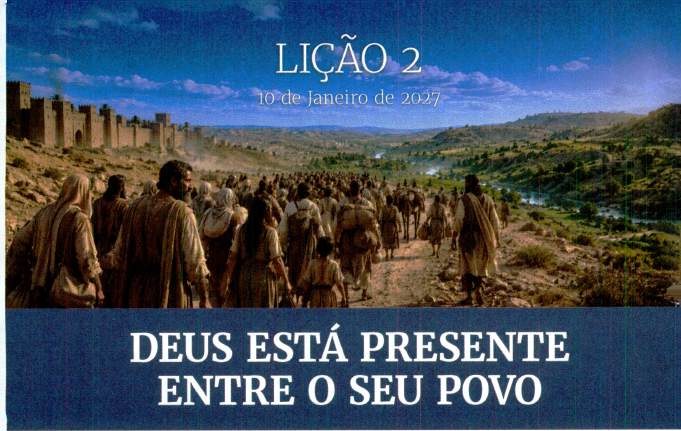 LIÇÃO 2
10 de Janeiro de 2027
DEUS ESTÁ PRESENTE
ENTRE O SEU POVO